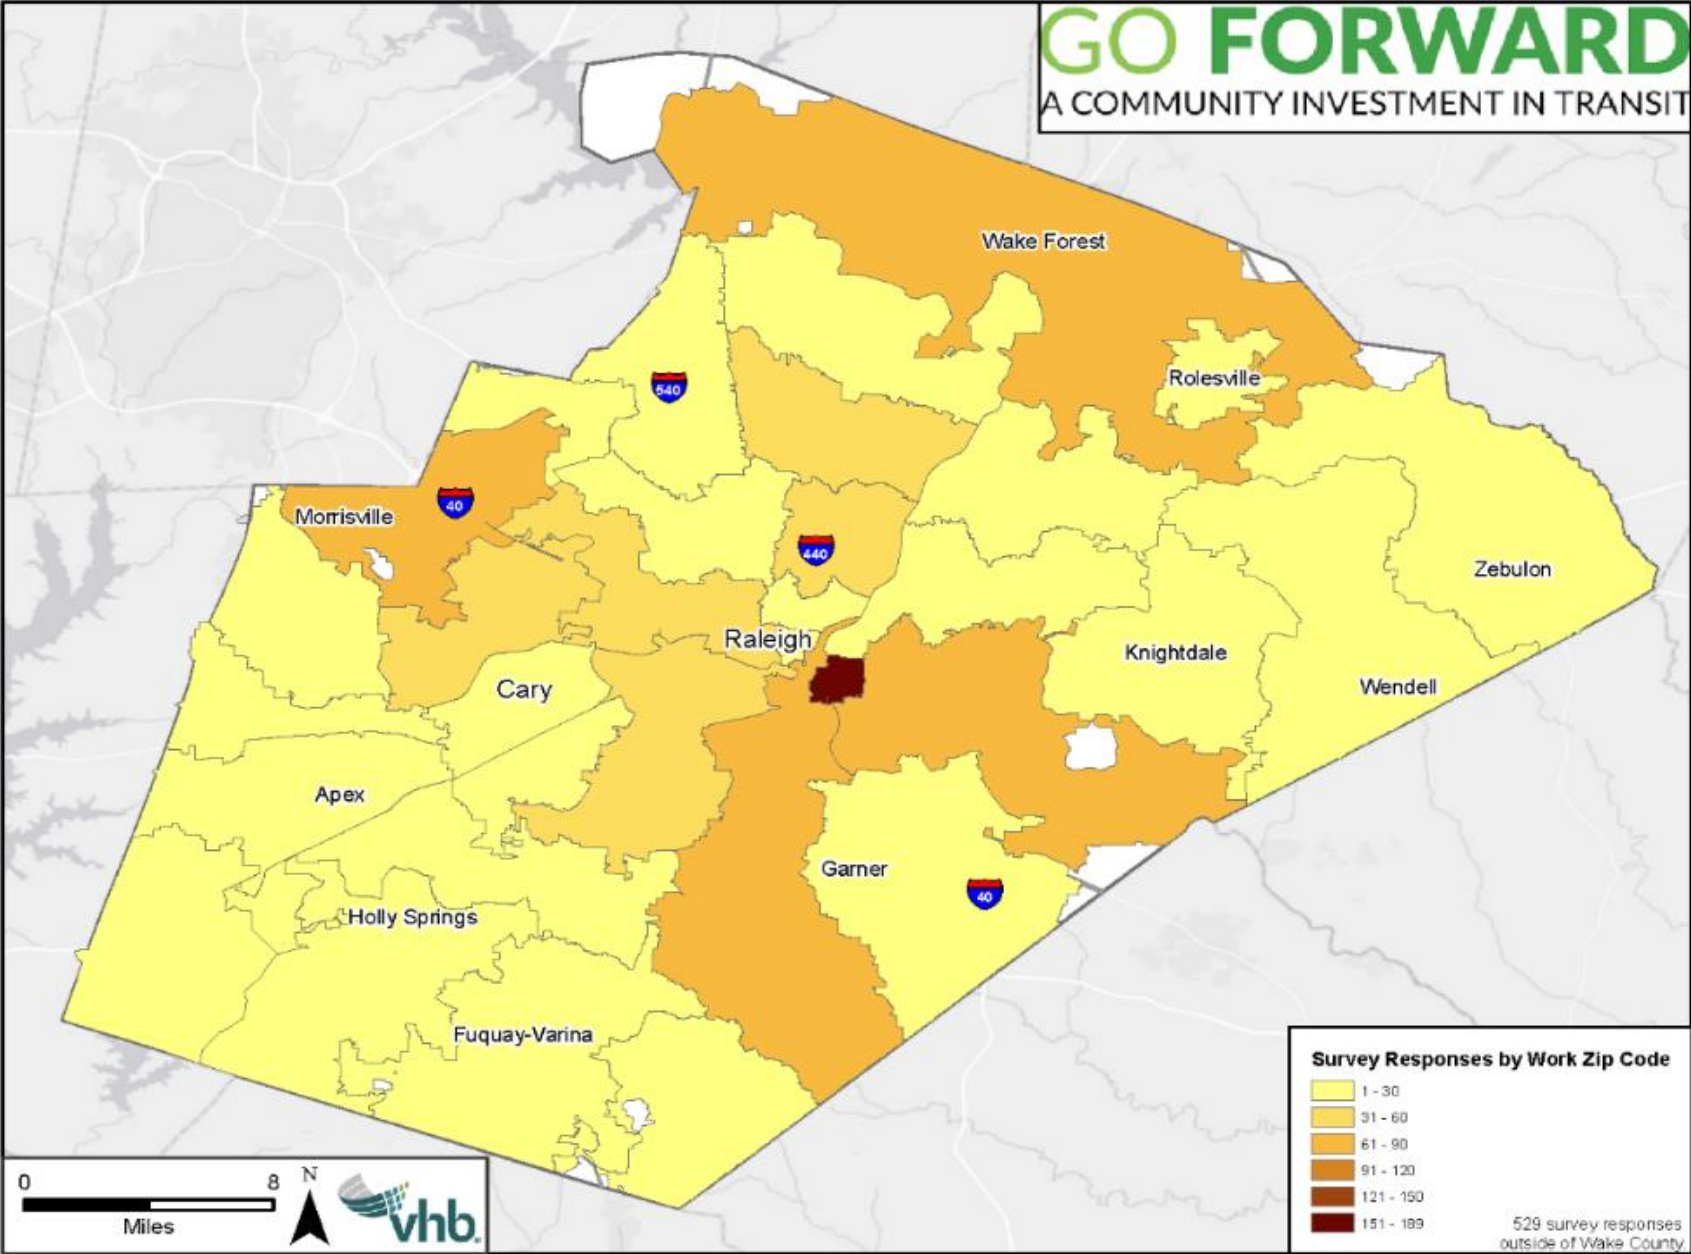 GO FORWARD
A COMMUNITY INVESTMENT IN TRANSIT
Wake Forest
Rolesville
540
40
Morrisville
440
Zebulon
Raleigh
Knightdale
Cary
Wendell
Apex
Garner
40
Holly Springs
Fuquay-Varina
Survey Responses by Work Zip Code
1 - 30
31 - 60
61 - 90
91 - 120
121 - 150
151 - 189
529 survey responses
outside of Wake County
0 8
Miles
N
vhb.